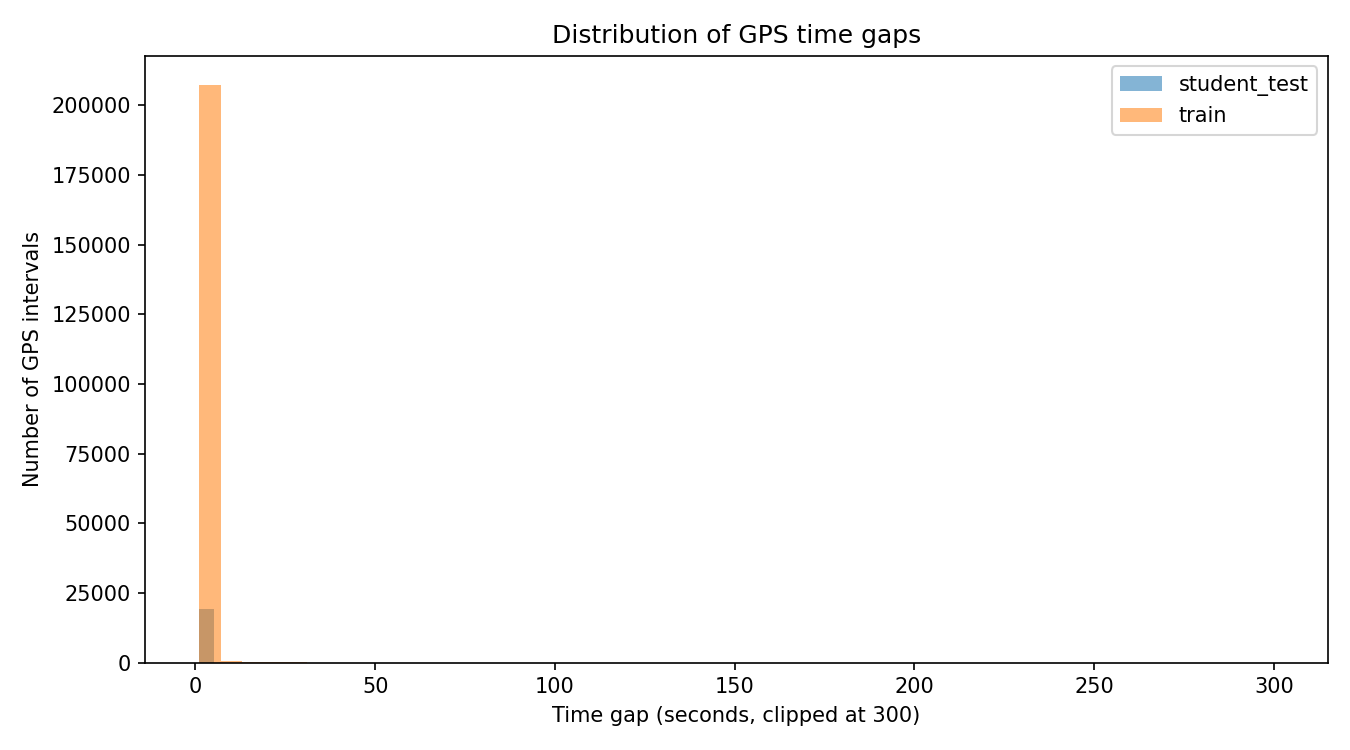 Distribution of GPS time gaps
student_test
train
Number of GPS intervals
200000
175000
150000
125000
100000
75000
50000
25000
0
0 50 100 150 200 250 300
Time gap (seconds, clipped at 300)